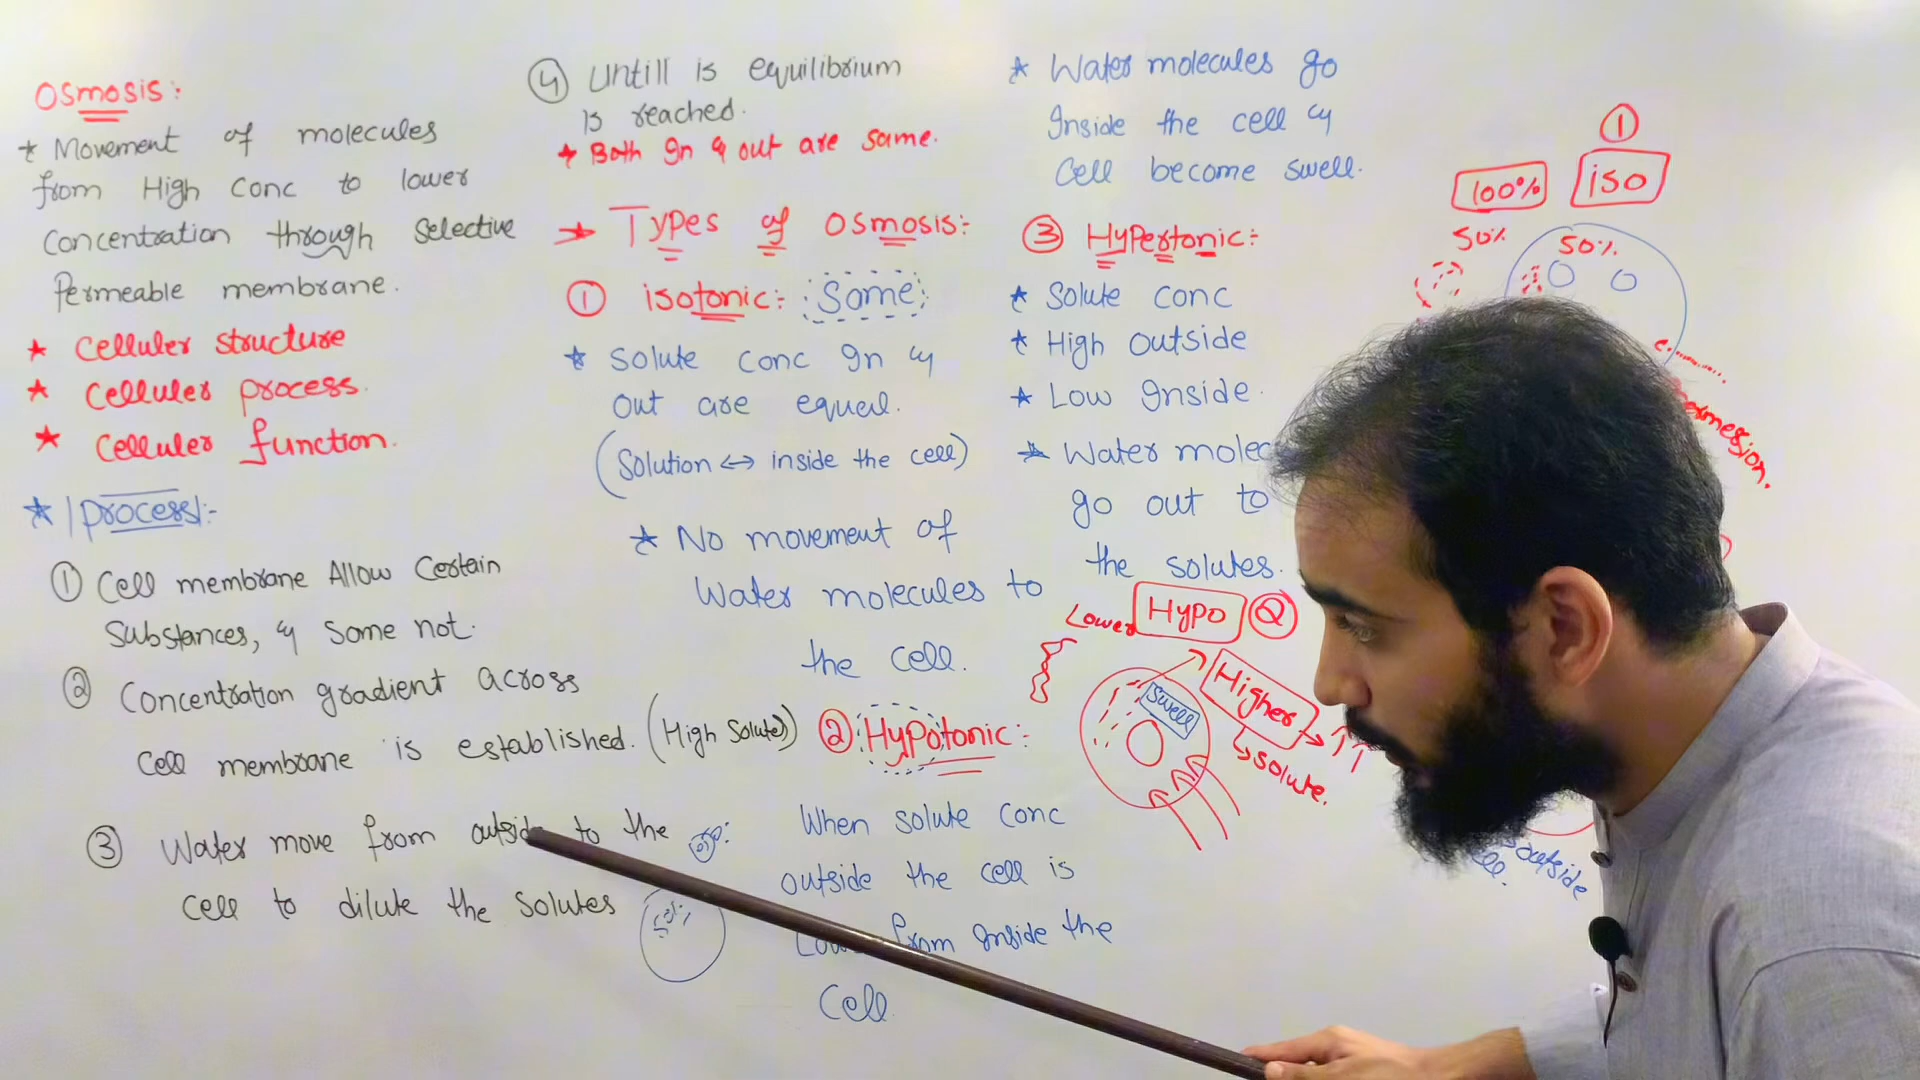 Osmosis:
* Movement of molecules
from High Conc to lower
Concentration through Selective
Permeable membrane.
* Celluler structure
* Celluler process.
* Celluler function.
* Process:-
① Cell membrane Allow Certain
Substances, & Some not.
② Concentration gradient across
Cell membrane is established. (High Solutes)
③ Water move from outside to the
Cell to dilute the solutes
④ Untill is equilibrium
is reached.
* Both In & out are same.
→ Types of Osmosis:-
① isotonic:- Some
* Solute conc In &
Out are equal.
(Solution ↔ inside the cell)
* No movement of
Water molecules to
the cell.
② Hypotonic:-
When solute conc
outside the cell is
from Inside the
Cell.
* Water molecules go
Inside the cell &
Cell become swell.
③ Hypertonic:-
* Solute conc
* High Outside
* Low Inside.
* Water molec
go out to
the solutes.
Lower Hypo ②
Swell
Higher
↳ solute.
①
100% iso
50% 50%
outside